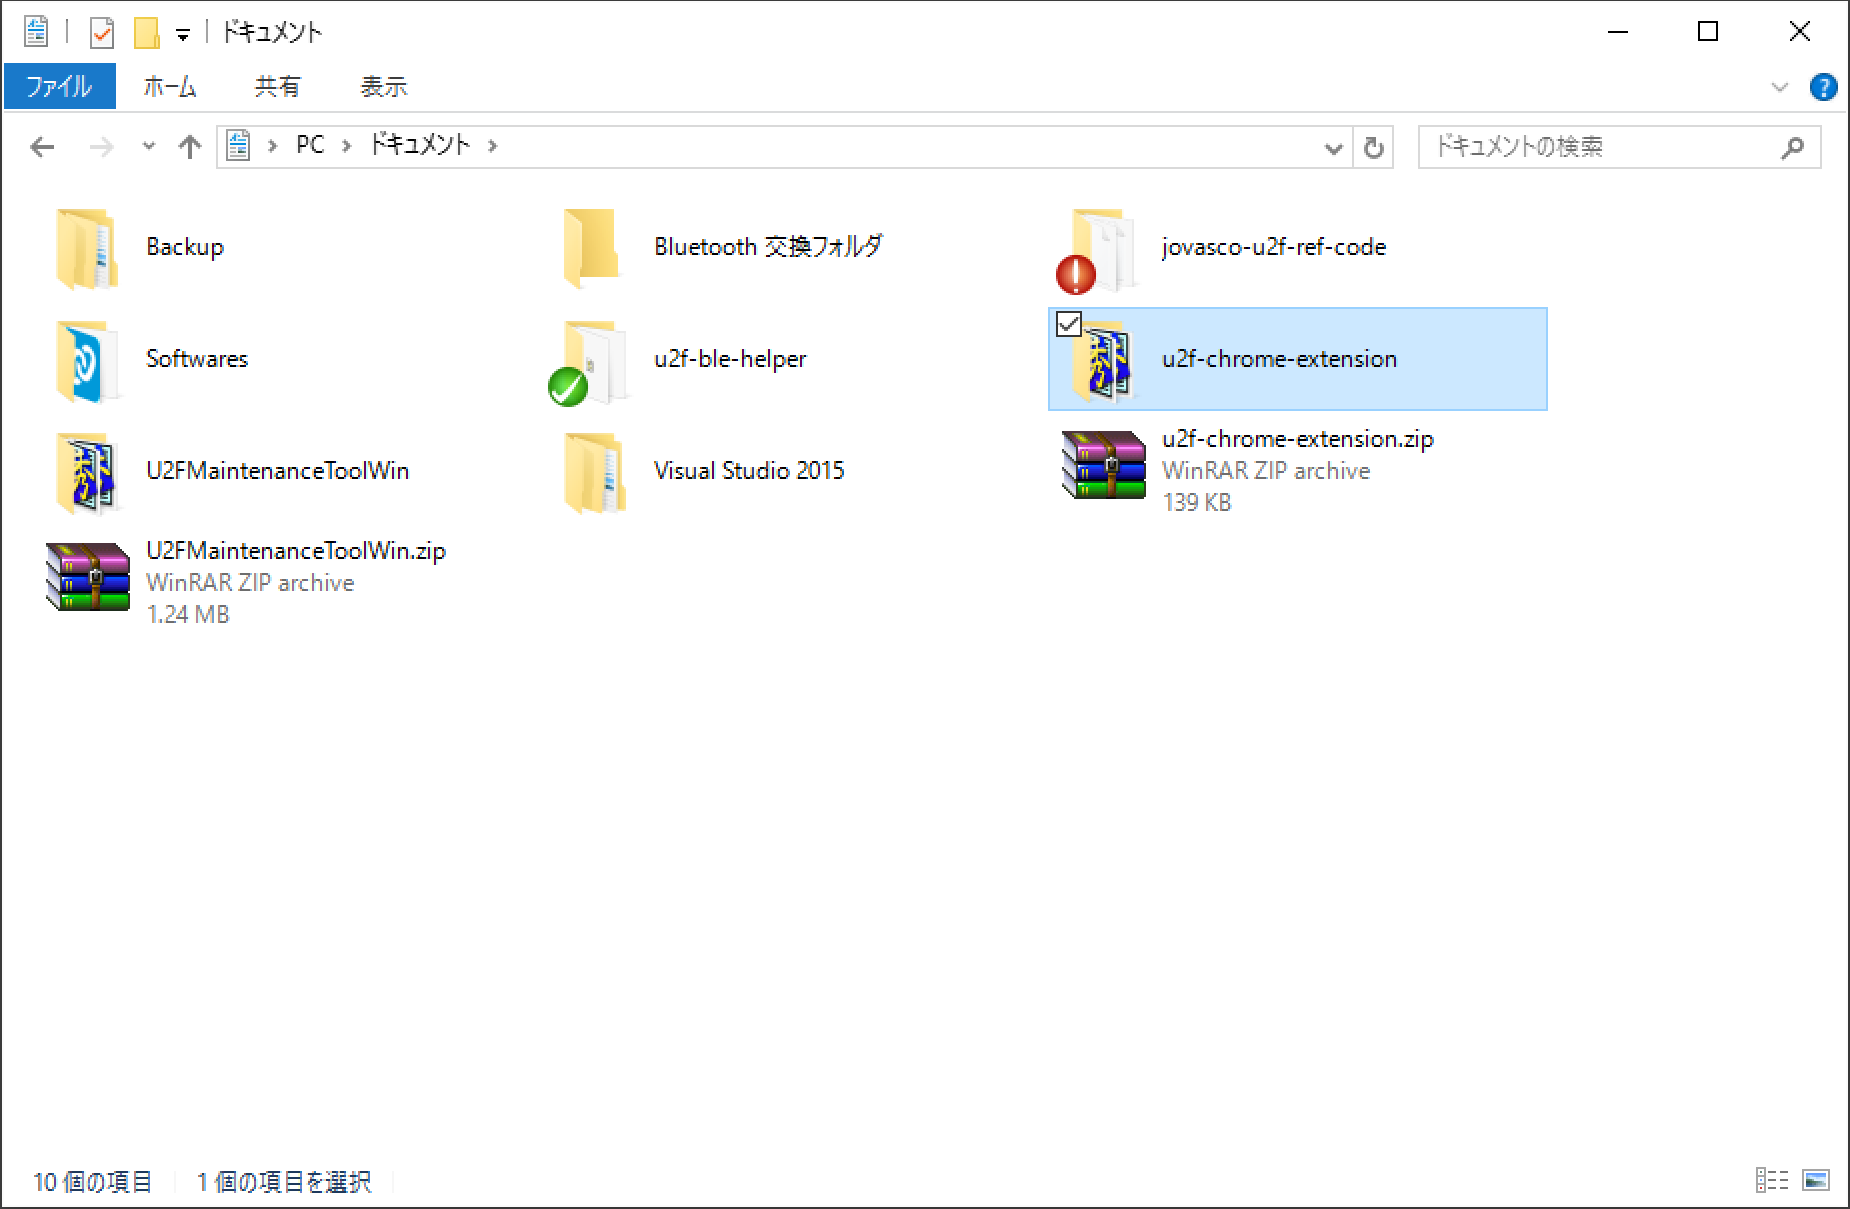 ドキュメント
ファイル ホーム 共有 表示
PC ドキュメント ドキュメントの検索
Backup
Bluetooth 交換フォルダ
jovasco-u2f-ref-code
Softwares
u2f-ble-helper
u2f-chrome-extension
U2FMaintenanceToolWin
Visual Studio 2015
u2f-chrome-extension.zip
WinRAR ZIP archive
139 KB
U2FMaintenanceToolWin.zip
WinRAR ZIP archive
1.24 MB
10 個の項目 1 個の項目を選択